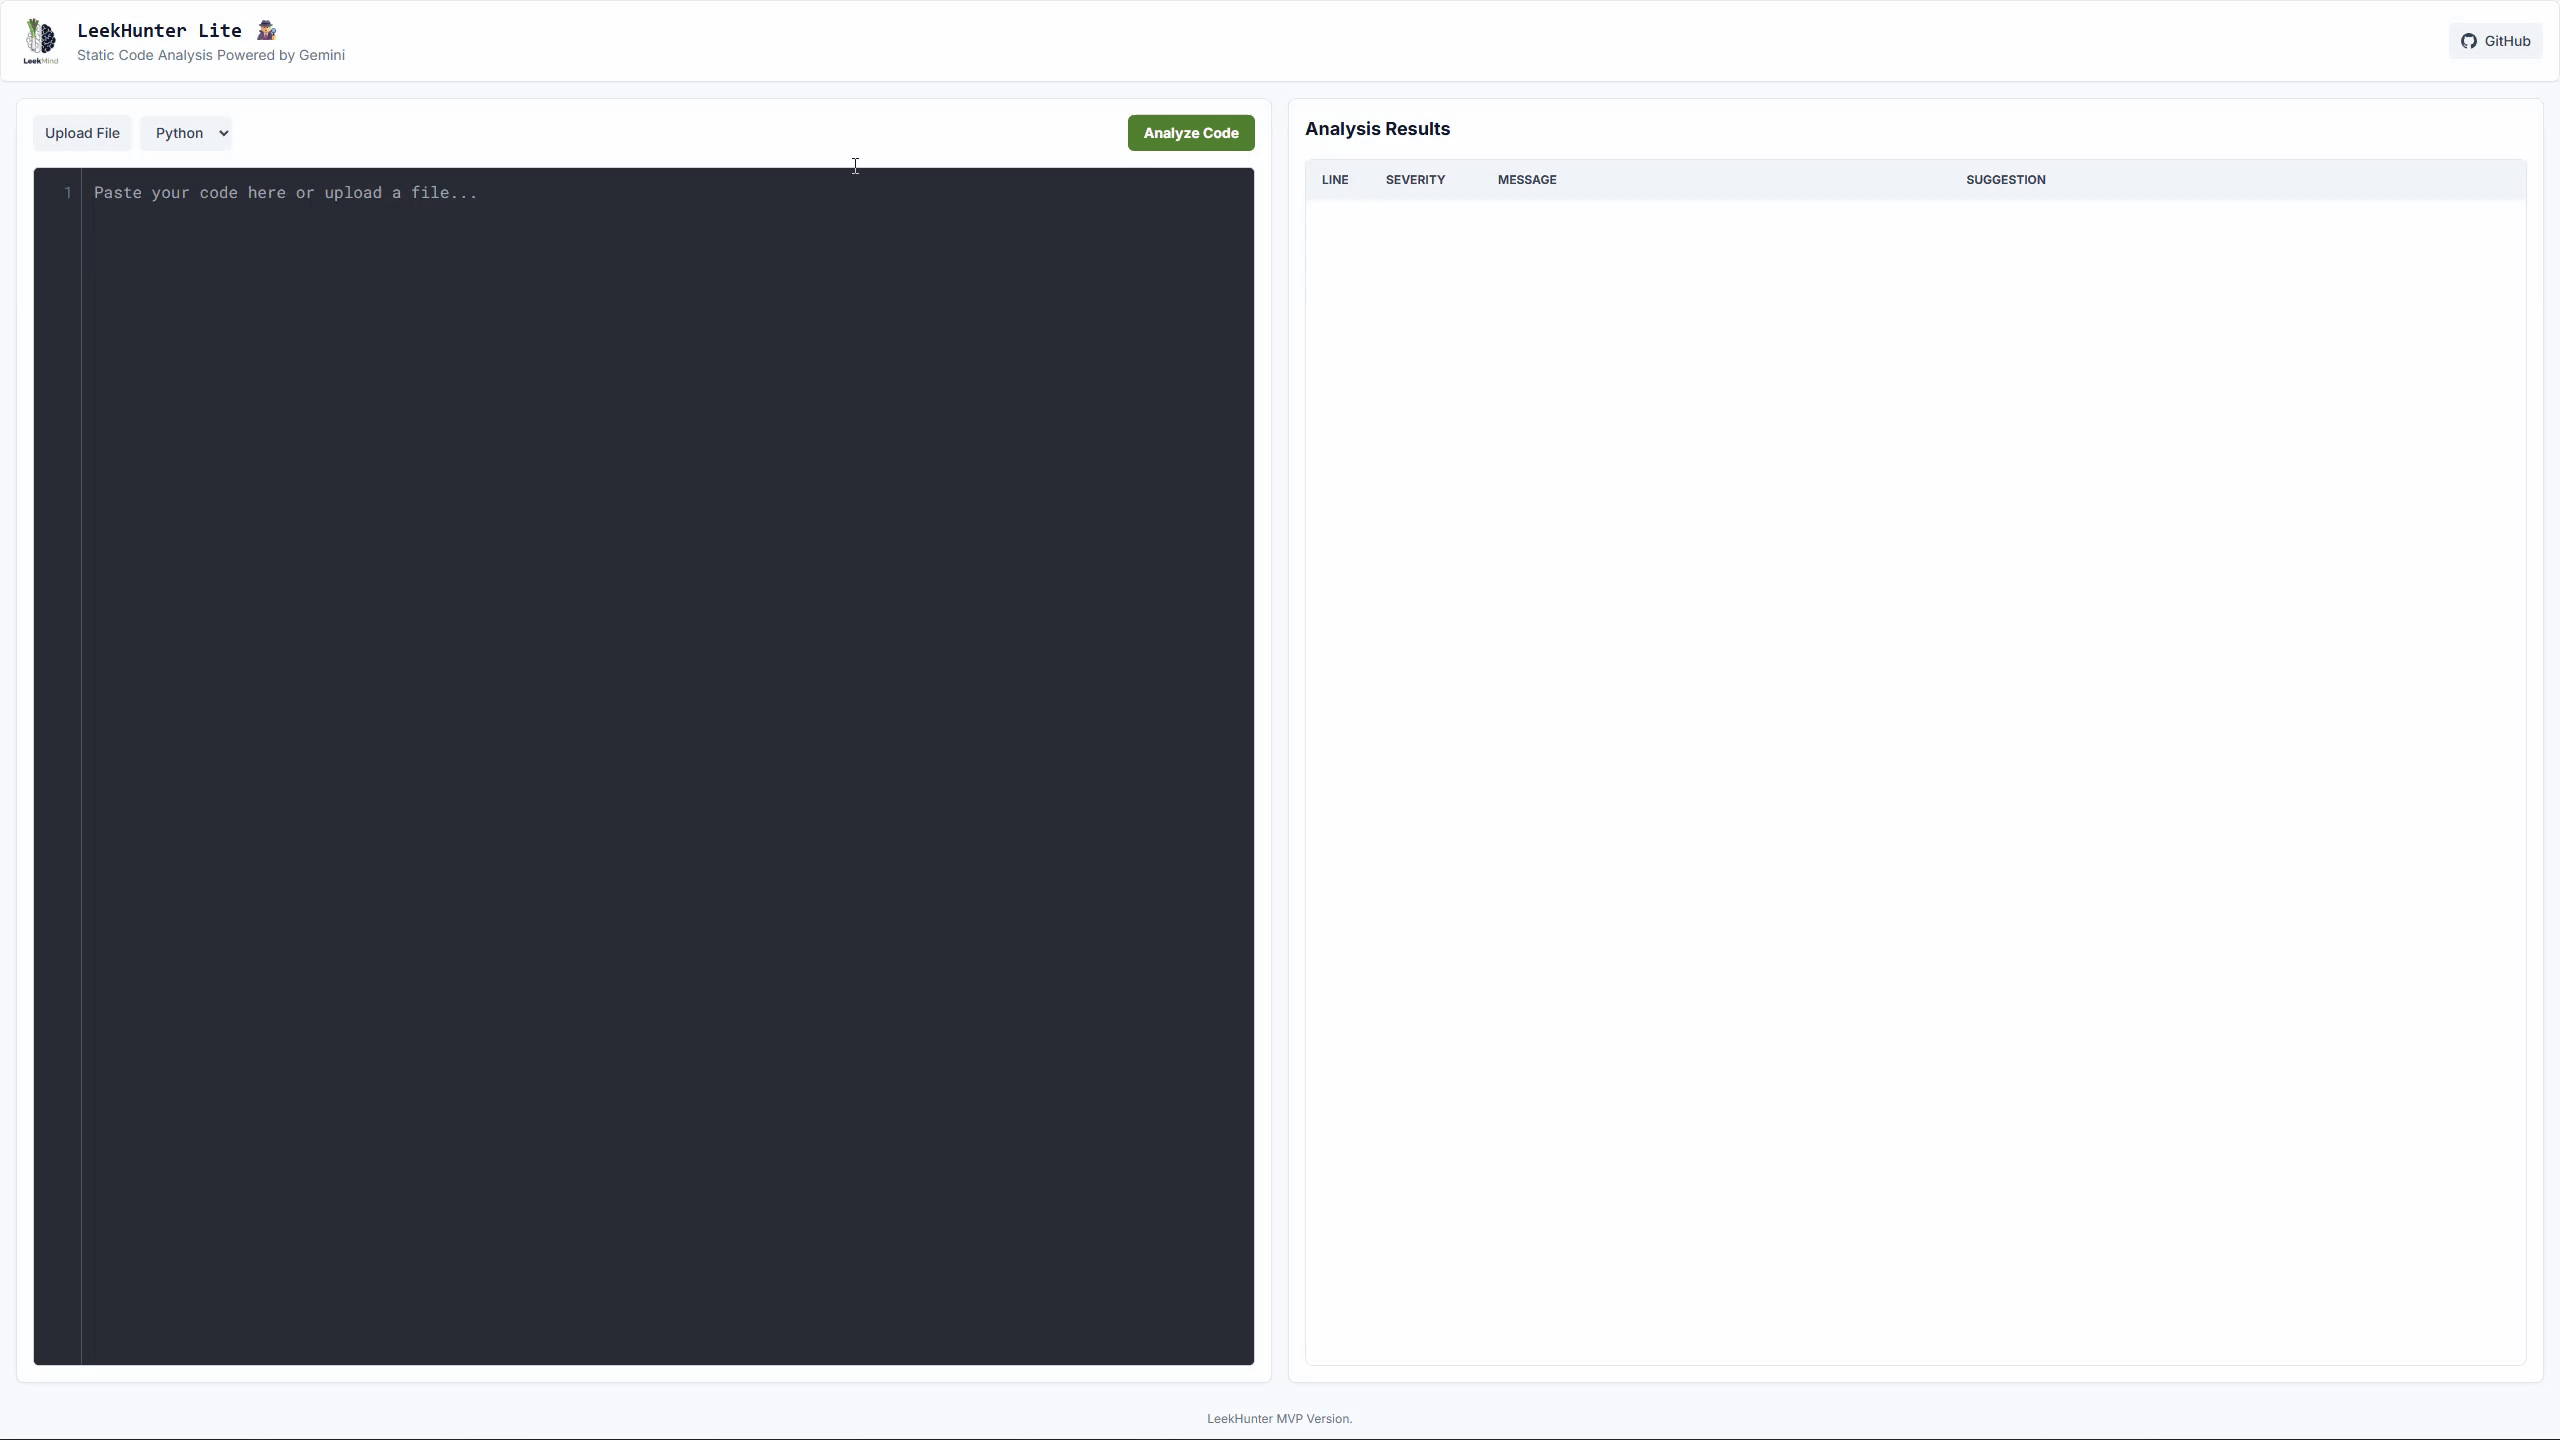 LeekHunter Lite
Static Code Analysis Powered by Gemini
LeekMind
GitHub
Upload File
Python
Analyze Code
1
Paste your code here or upload a file...
Analysis Results
LINE SEVERITY MESSAGE SUGGESTION
LeekHunter MVP Version.